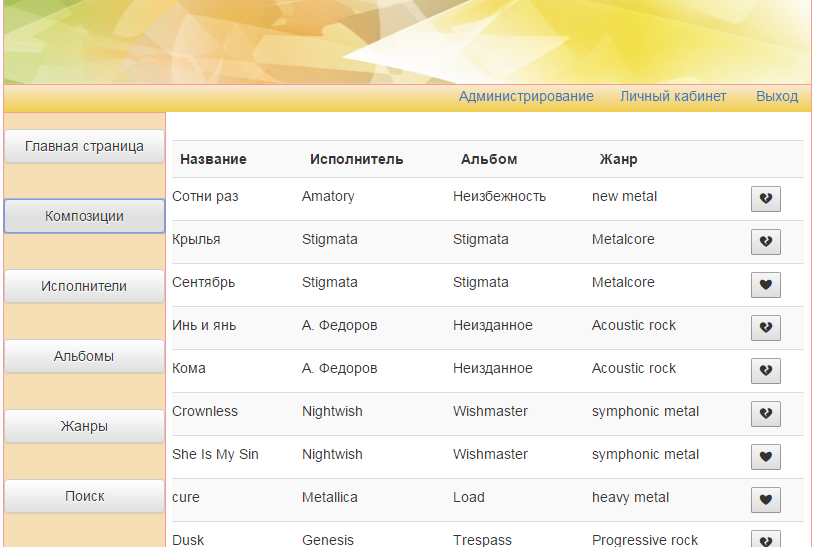 Администрирование Личный кабинет Выход
Главная страница
Композиции
Исполнители
Альбомы
Жанры
Поиск
Название Исполнитель Альбом Жанр
Сотни раз Amatory Неизбежность new metal
Крылья Stigmata Stigmata Metalcore
Сентябрь Stigmata Stigmata Metalcore
Инь и янь А. Федоров Неизданное Acoustic rock
Кома А. Федоров Неизданное Acoustic rock
Crownless Nightwish Wishmaster symphonic metal
She Is My Sin Nightwish Wishmaster symphonic metal
cure Metallica Load heavy metal
Dusk Genesis Trespass Progressive rock